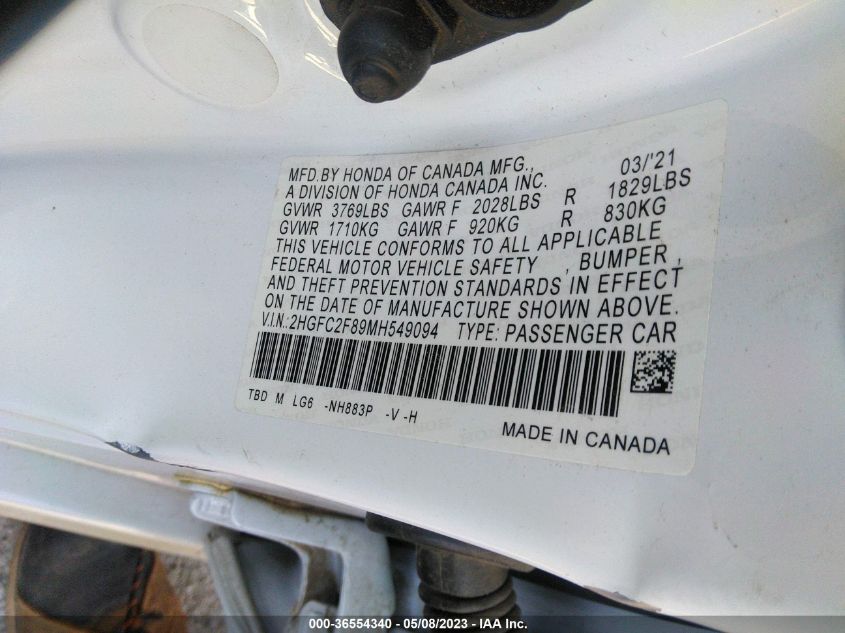 MFD.BY HONDA OF CANADA MFG., 03/'21
A DIVISION OF HONDA CANADA INC.
GVWR 3769LBS GAWR F 2028LBS R 1829LBS
GVWR 1710KG GAWR F 920KG R 830KG
THIS VEHICLE CONFORMS TO ALL APPLICABLE
FEDERAL MOTOR VEHICLE SAFETY , BUMPER ,
AND THEFT PREVENTION STANDARDS IN EFFECT
ON THE DATE OF MANUFACTURE SHOWN ABOVE.
V.I.N.:2HGFC2F89MH549094 TYPE: PASSENGER CAR
TBD M LG6 -NH883P -V -H
MADE IN CANADA
000-36554340 - 05/08/2023 - IAA Inc.